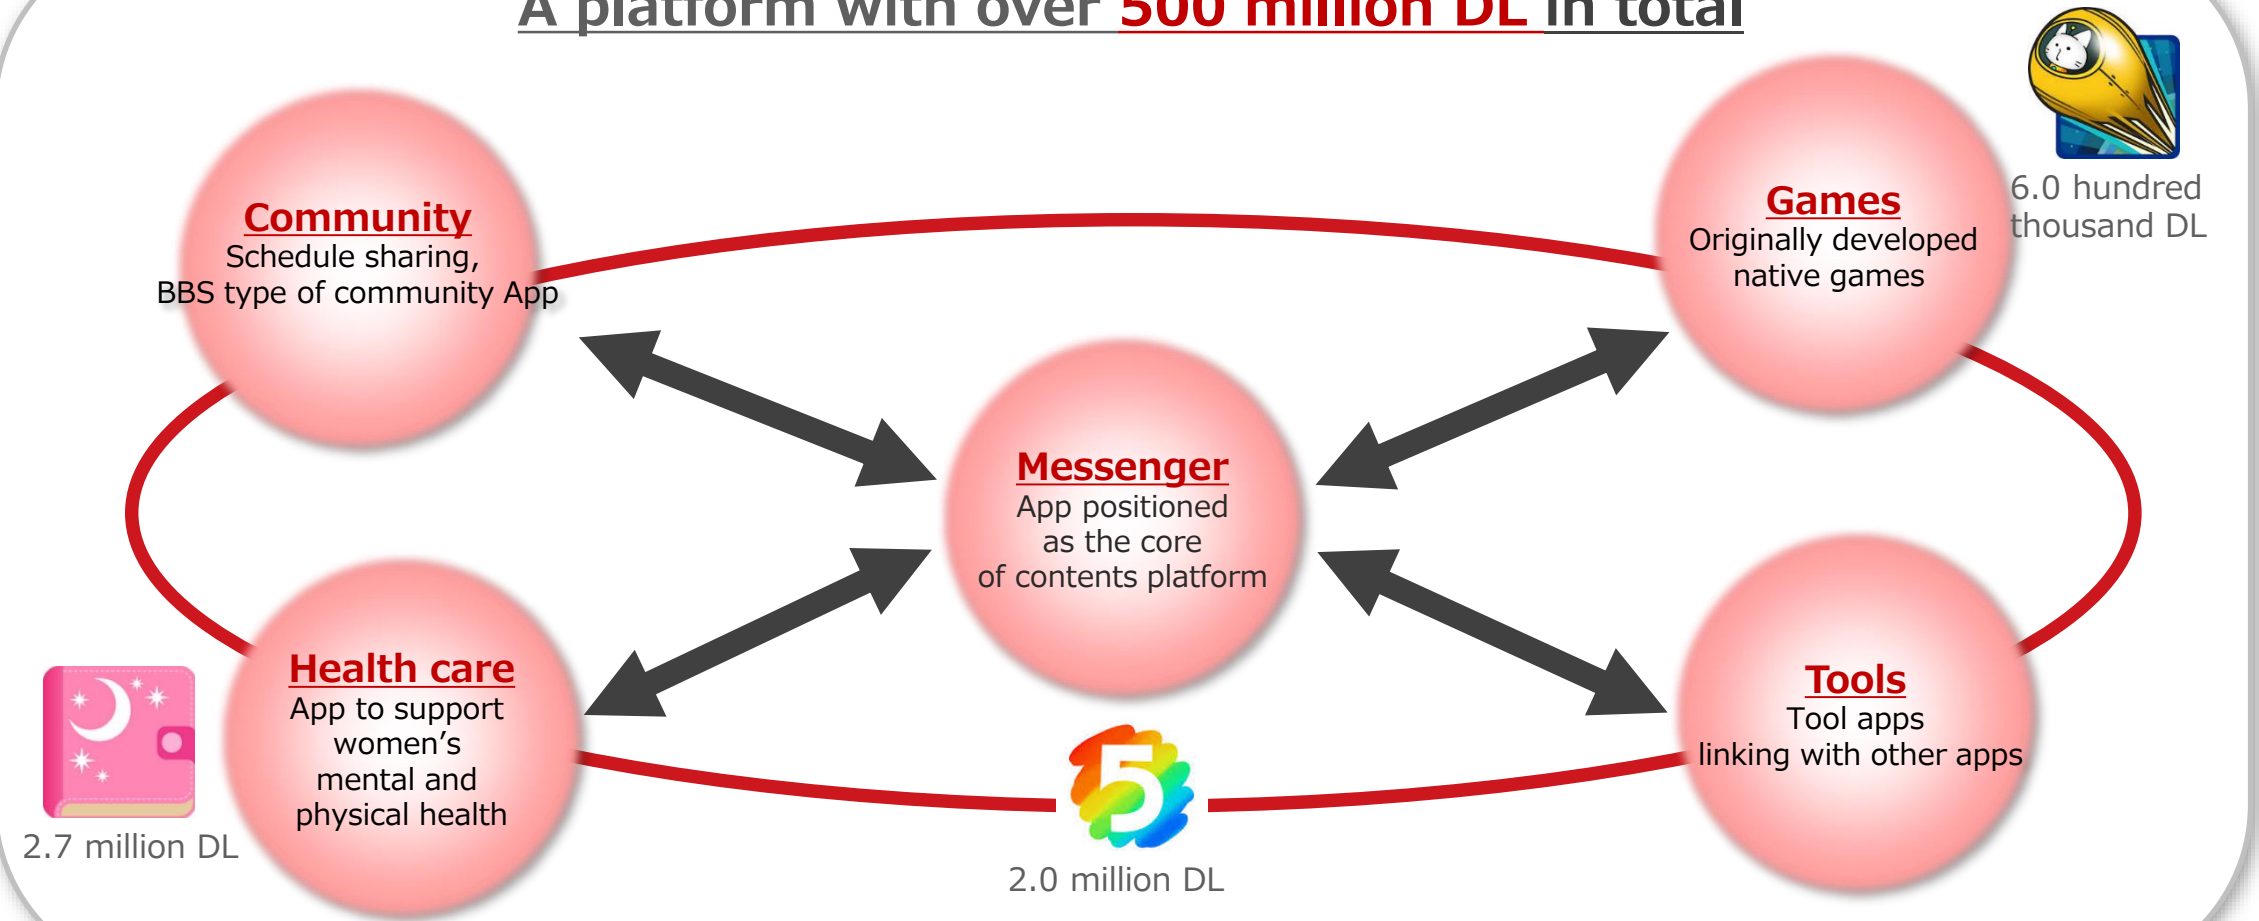 A platform with over 500 million DL in total
Community
Schedule sharing,
BBS type of community App
Games
Originally developed
native games
6.0 hundred
thousand DL
Messenger
App positioned
as the core
of contents platform
Health care
App to support
women’s
mental and
physical health
2.7 million DL
5
2.0 million DL
Tools
Tool apps
linking with other apps